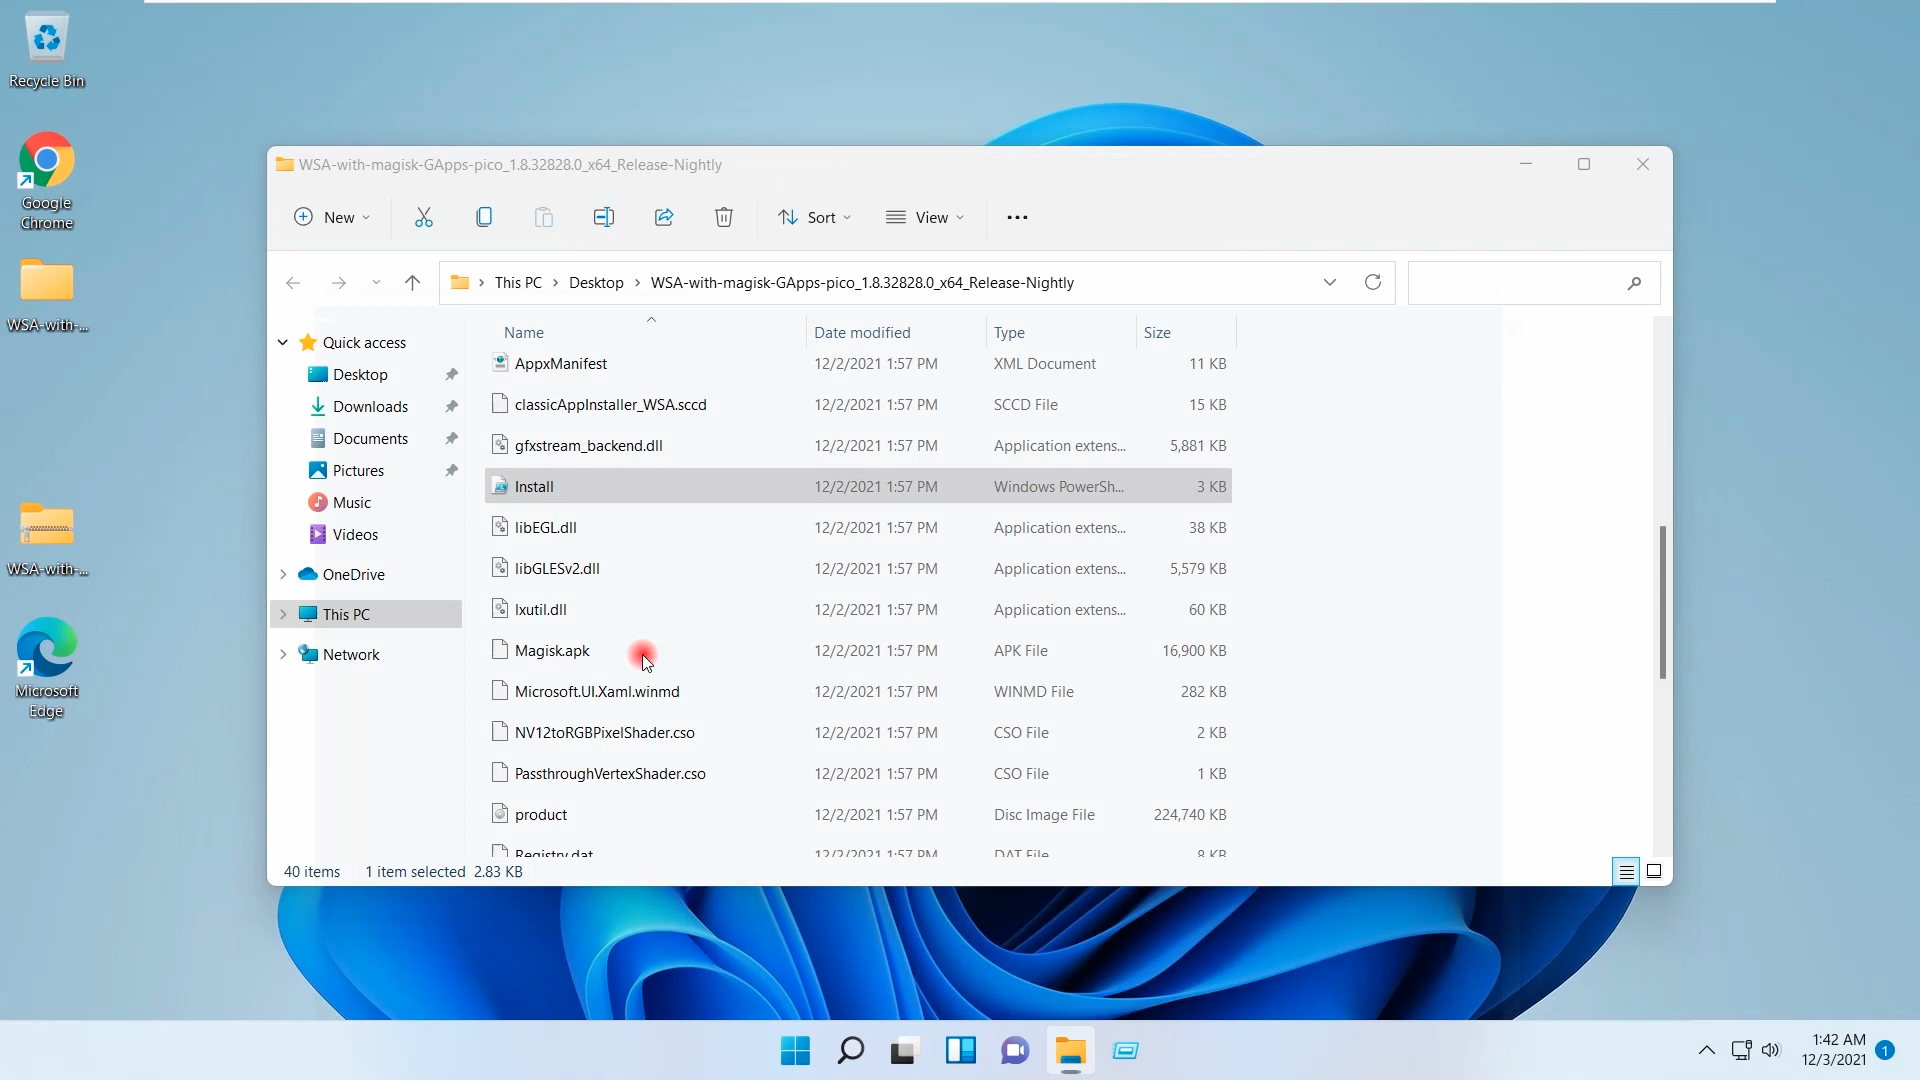 Recycle Bin
Google
Chrome
WSA-with-...
WSA-with-...
Microsoft
Edge
WSA-with-magisk-GApps-pico_1.8.32828.0_x64_Release-Nightly
New
Sort
View
This PC
Desktop
WSA-with-magisk-GApps-pico_1.8.32828.0_x64_Release-Nightly
Quick access
Desktop
Downloads
Documents
Pictures
Music
Videos
OneDrive
This PC
Network
Name Date modified Type Size
AppxManifest 12/2/2021 1:57 PM XML Document 11 KB
classicAppInstaller_WSA.sccd 12/2/2021 1:57 PM SCCD File 15 KB
gfxstream_backend.dll 12/2/2021 1:57 PM Application extens... 5,881 KB
Install 12/2/2021 1:57 PM Windows PowerSh... 3 KB
libEGL.dll 12/2/2021 1:57 PM Application extens... 38 KB
libGLESv2.dll 12/2/2021 1:57 PM Application extens... 5,579 KB
lxutil.dll 12/2/2021 1:57 PM Application extens... 60 KB
Magisk.apk 12/2/2021 1:57 PM APK File 16,900 KB
Microsoft.UI.Xaml.winmd 12/2/2021 1:57 PM WINMD File 282 KB
NV12toRGBPixelShader.cso 12/2/2021 1:57 PM CSO File 2 KB
PassthroughVertexShader.cso 12/2/2021 1:57 PM CSO File 1 KB
product 12/2/2021 1:57 PM Disc Image File 224,740 KB
Registry.dat 12/2/2021 1:57 PM DAT File 8 KB
40 items 1 item selected 2.83 KB
1:42 AM
12/3/2021
1